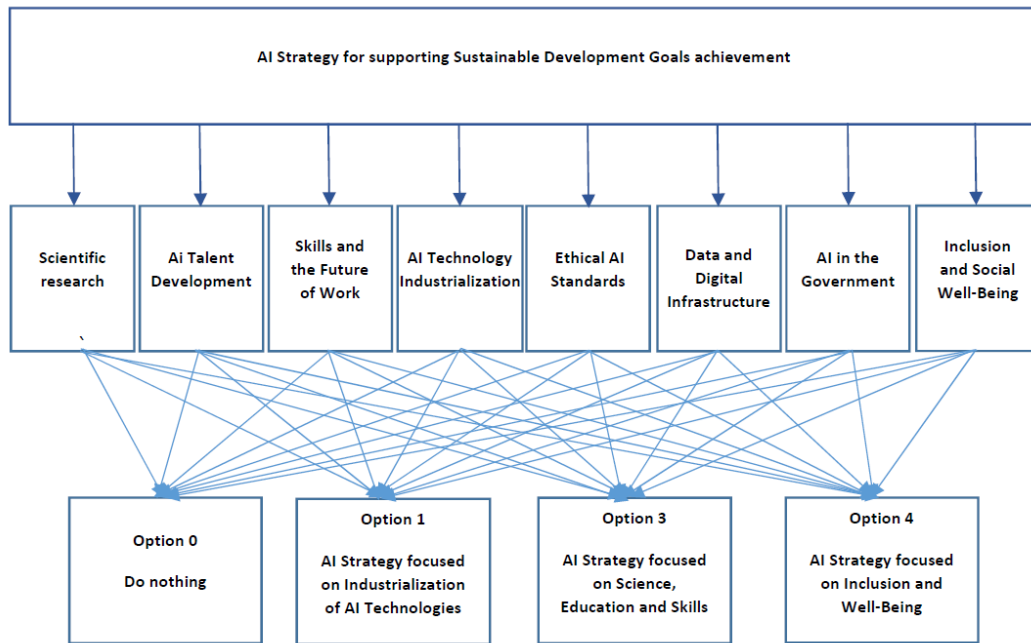 AI Strategy for supporting Sustainable Development Goals achievement
Scientific
research
`
Ai Talent
Development
Skills and
the Future
of Work
AI Technology
Industrialization
Ethical AI
Standards
Data and
Digital
Infrastructure
AI in the
Government
Inclusion
and Social
Well-Being
Option 0
Do nothing
Option 1
AI Strategy focused
on Industrialization
of AI Technologies
Option 3
AI Strategy focused
on Science,
Education and Skills
Option 4
AI Strategy focused
on Inclusion and
Well-Being